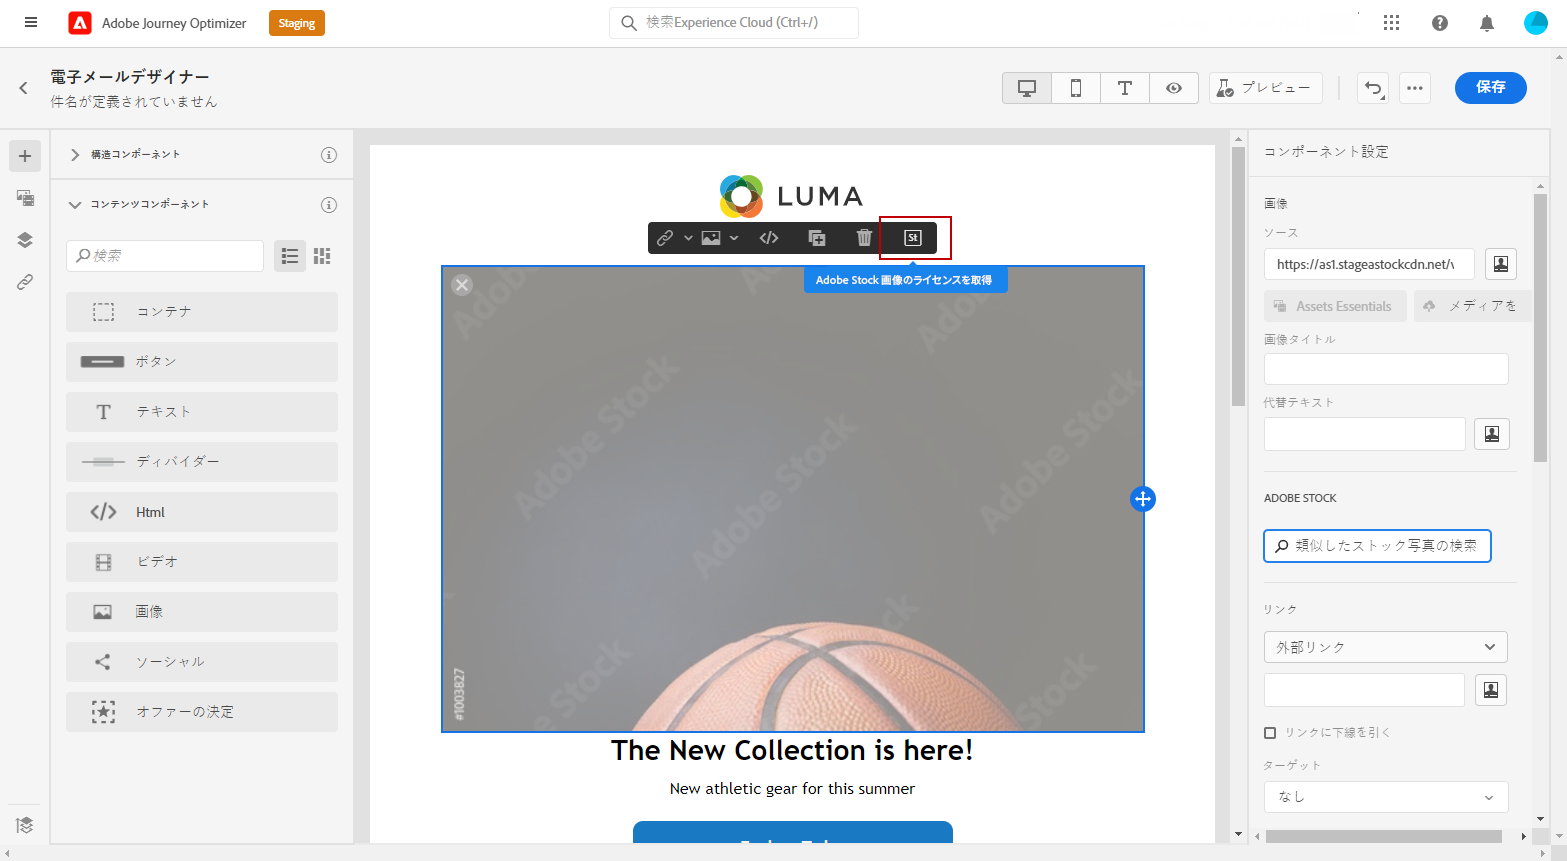 Adobe Journey Optimizer
Staging
検索Experience Cloud (Ctrl+/)
電子メールデザイナー
件名が定義されていません
プレビュー
保存
構造コンポーネント
コンテンツコンポーネント
検索
コンテナ
ボタン
テキスト
ディバイダー
Html
ビデオ
画像
ソーシャル
オファーの決定
LUMA
St
Adobe Stock 画像のライセンスを取得
Adobe Stock
Adobe Stock
Adobe Stock
Adobe Stock
#1003827
The New Collection is here!
New athletic gear for this summer
コンポーネント設定
画像
ソース
https://as1.stageastockcdn.net/v
Assets Essentials
メディアを
画像タイトル
代替テキスト
ADOBE STOCK
類似したストック写真の検索
リンク
外部リンク
リンクに下線を引く
ターゲット
なし